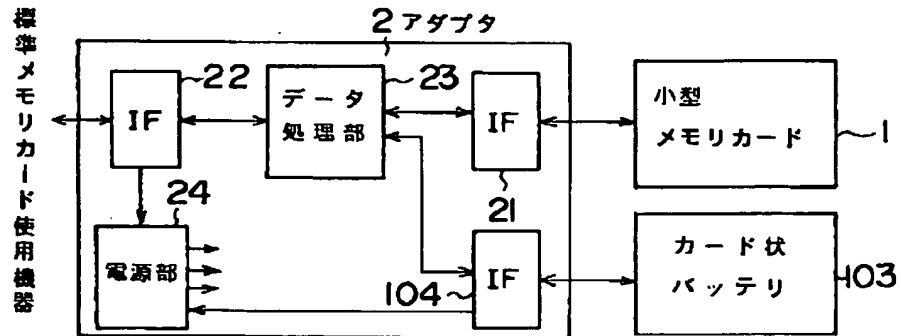 標準メモリカード使用機器
2 アダプタ
22
IF
23
データ
処理部
IF
21
小型
メモリカード
1
24
電源部
104
IF
カード状
バッテリ
103